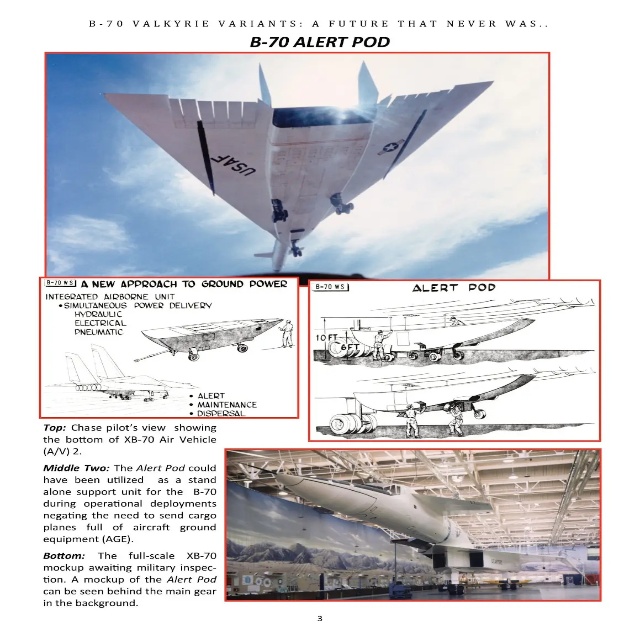 B-70 VALKYRIE VARIANTS: A FUTURE THAT NEVER WAS..
B-70 ALERT POD
USAF
B-70 WS A NEW APPROACH TO GROUND POWER
INTEGRATED AIRBORNE UNIT
• SIMULTANEOUS POWER DELIVERY
HYDRAULIC
ELECTRICAL
PNEUMATIC
• ALERT
• MAINTENANCE
• DISPERSAL
B-70 WS ALERT POD
10 FT
6 FT
Top: Chase pilot's view showing
the bottom of XB-70 Air Vehicle
(A/V) 2.
Middle Two: The Alert Pod could
have been utilized as a stand
alone support unit for the B-70
during operational deployments
negating the need to send cargo
planes full of aircraft ground
equipment (AGE).
Bottom: The full-scale XB-70
mockup awaiting military inspec-
tion. A mockup of the Alert Pod
can be seen behind the main gear
in the background.
3